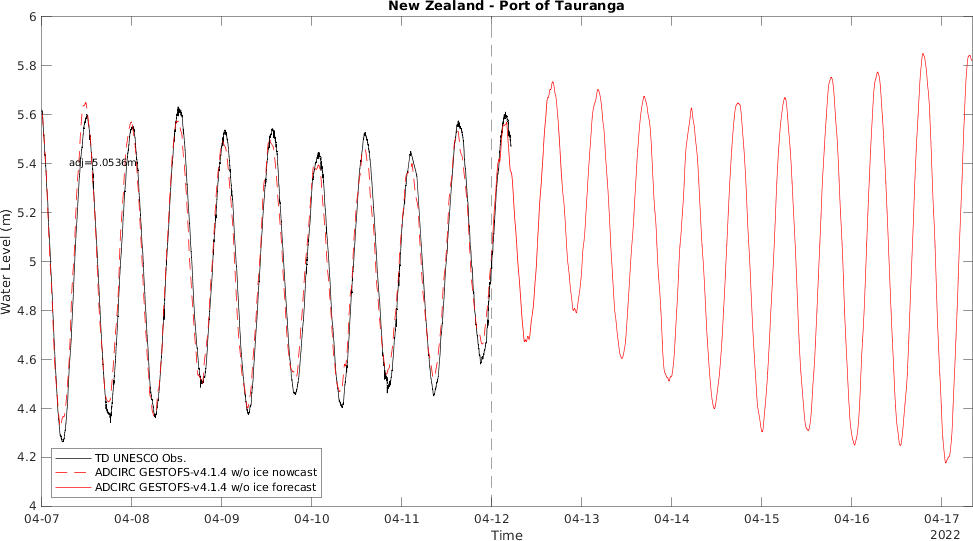 New Zealand - Port of Tauranga
Water Level (m)
6
5.8
5.6
5.4
5.2
5
4.8
4.6
4.4
4.2
4
adj=5.0536m
TD UNESCO Obs.
ADCIRC GESTOFS-v4.1.4 w/o ice nowcast
ADCIRC GESTOFS-v4.1.4 w/o ice forecast
04-07 04-08 04-09 04-10 04-11 04-12 04-13 04-14 04-15 04-16 04-17
Time
2022